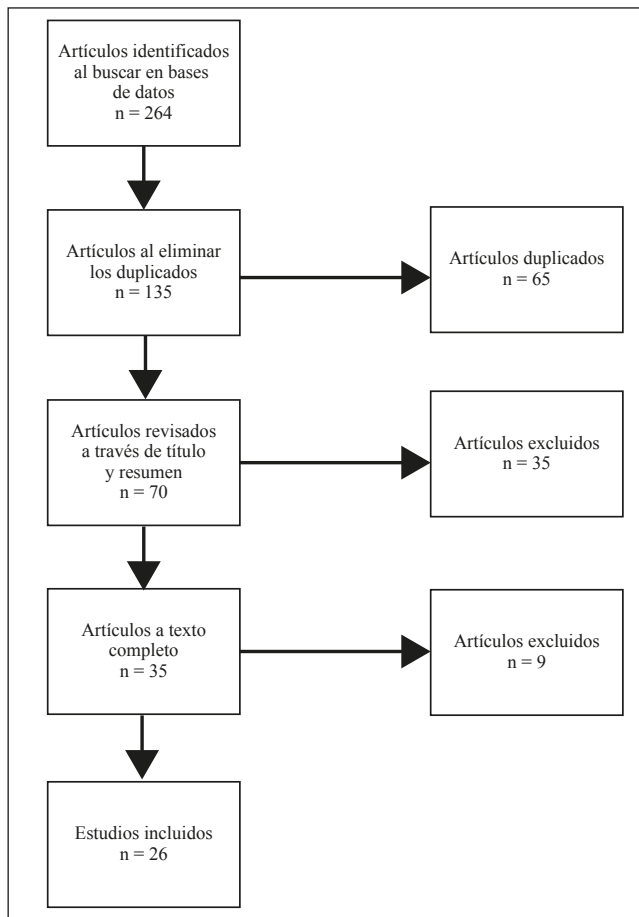 Artículos identificados
al buscar en bases
de datos
n = 264
Artículos al eliminar
los duplicados
n = 135
Artículos duplicados
n = 65
Artículos revisados
a través de título
y resumen
n = 70
Artículos excluidos
n = 35
Artículos a texto
completo
n = 35
Artículos excluidos
n = 9
Estudios incluidos
n = 26